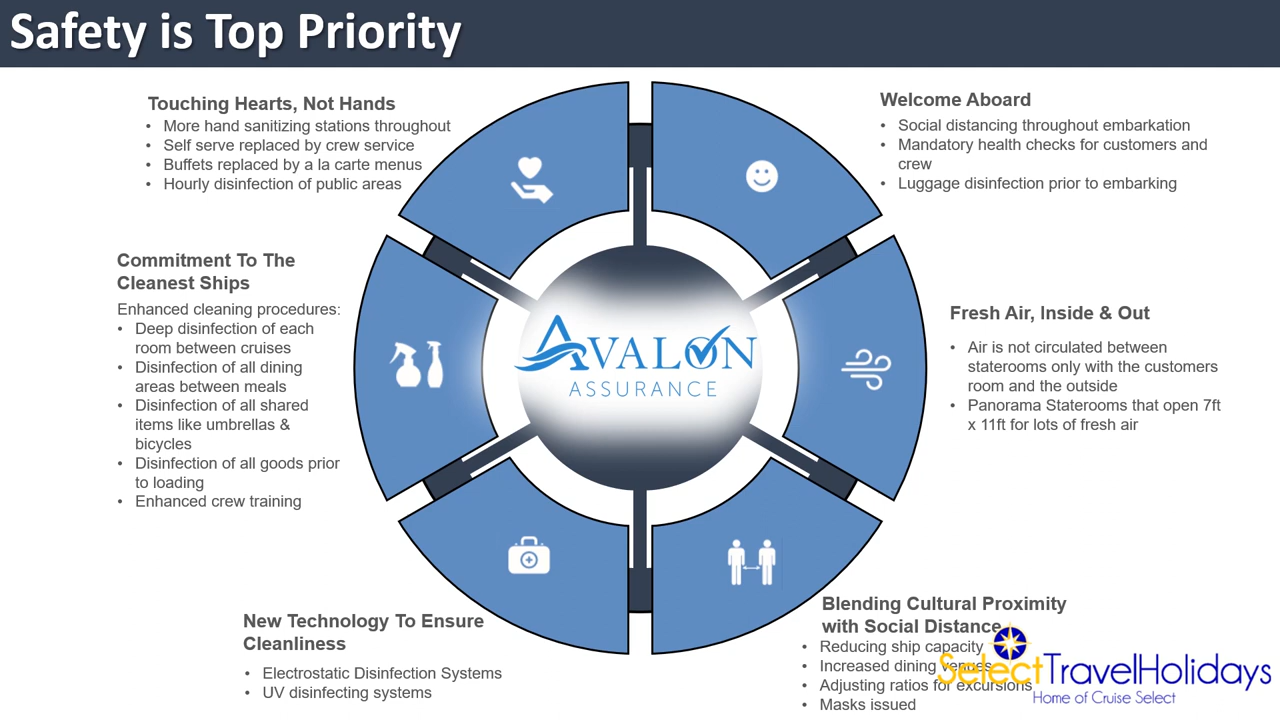 Safety is Top Priority
Touching Hearts, Not Hands
• More hand sanitizing stations throughout
• Self serve replaced by crew service
• Buffets replaced by a la carte menus
• Hourly disinfection of public areas
Welcome Aboard
• Social distancing throughout embarkation
• Mandatory health checks for customers and
crew
• Luggage disinfection prior to embarking
Commitment To The
Cleanest Ships
Enhanced cleaning procedures:
• Deep disinfection of each
room between cruises
• Disinfection of all dining
areas between meals
• Disinfection of all shared
items like umbrellas &
bicycles
• Disinfection of all goods prior
to loading
• Enhanced crew training
AVALON
ASSURANCE
Fresh Air, Inside & Out
• Air is not circulated between
staterooms only with the customers
room and the outside
• Panorama Staterooms that open 7ft
x 11ft for lots of fresh air
New Technology To Ensure
Cleanliness
• Electrostatic Disinfection Systems
• UV disinfecting systems
Blending Cultural Proximity
with Social Distance
• Reducing ship capacity
• Increased dining venues
• Adjusting ratios for excursions
• Masks issued
SelectTravelHolidays
Home of Cruise Select